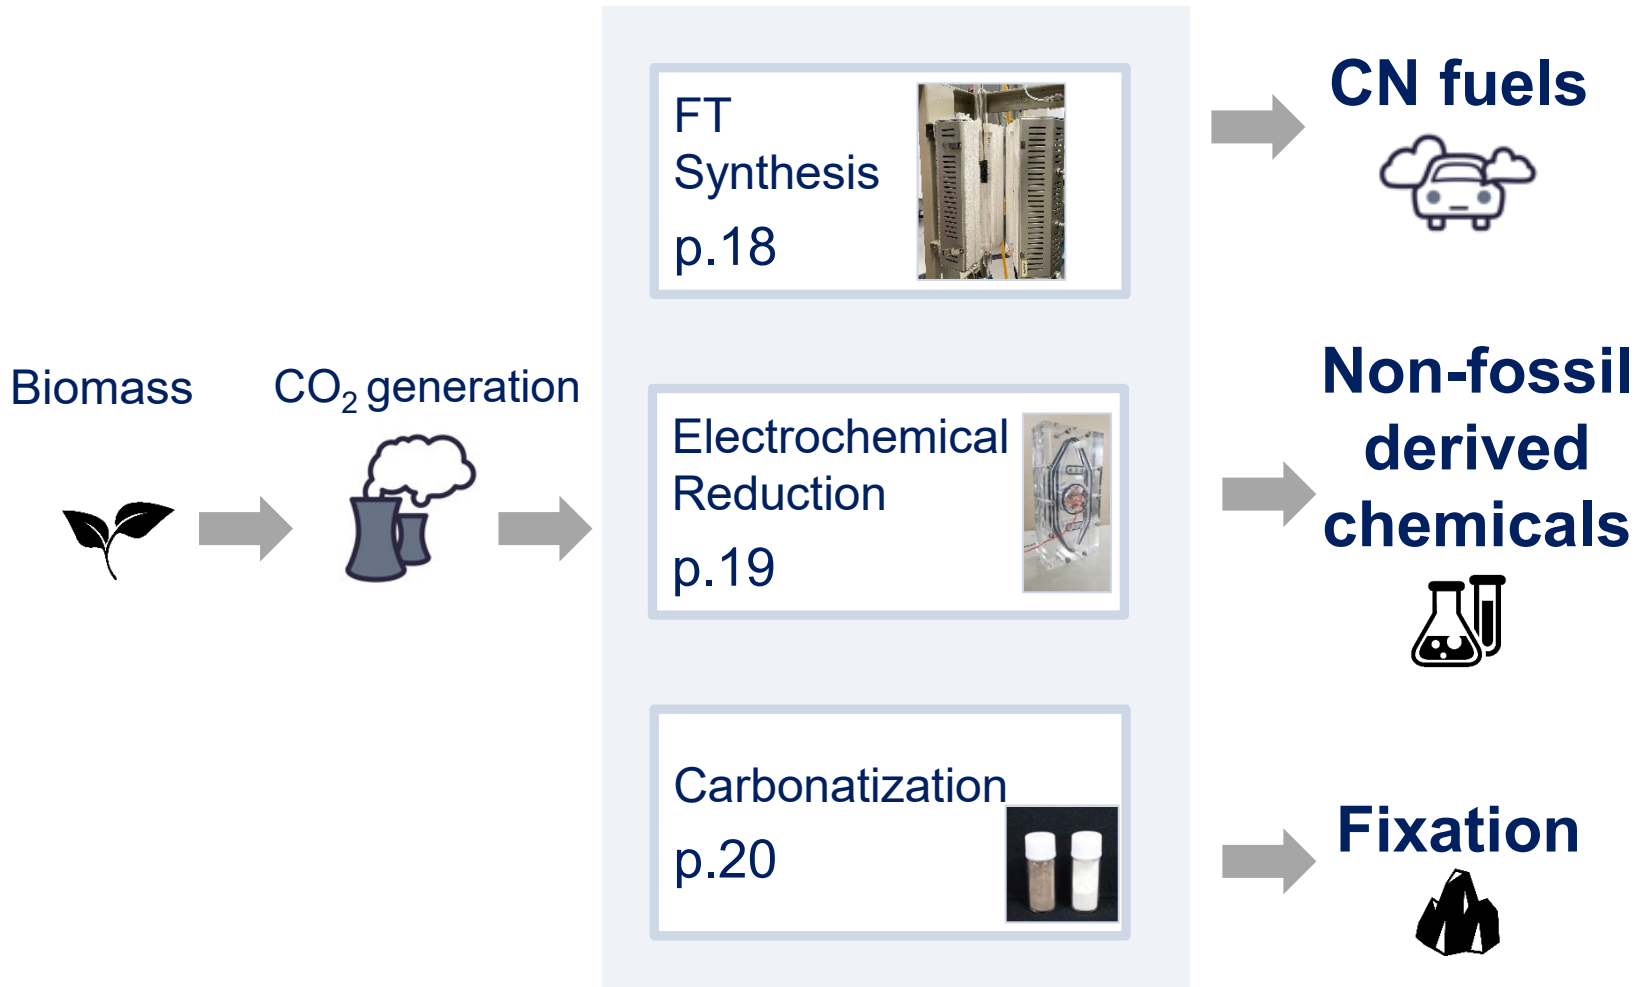 Biomass
CO₂ generation
FT
Synthesis
p.18
Electrochemical
Reduction
p.19
Carbonatization
p.20
CN fuels
Non-fossil
derived
chemicals
Fixation